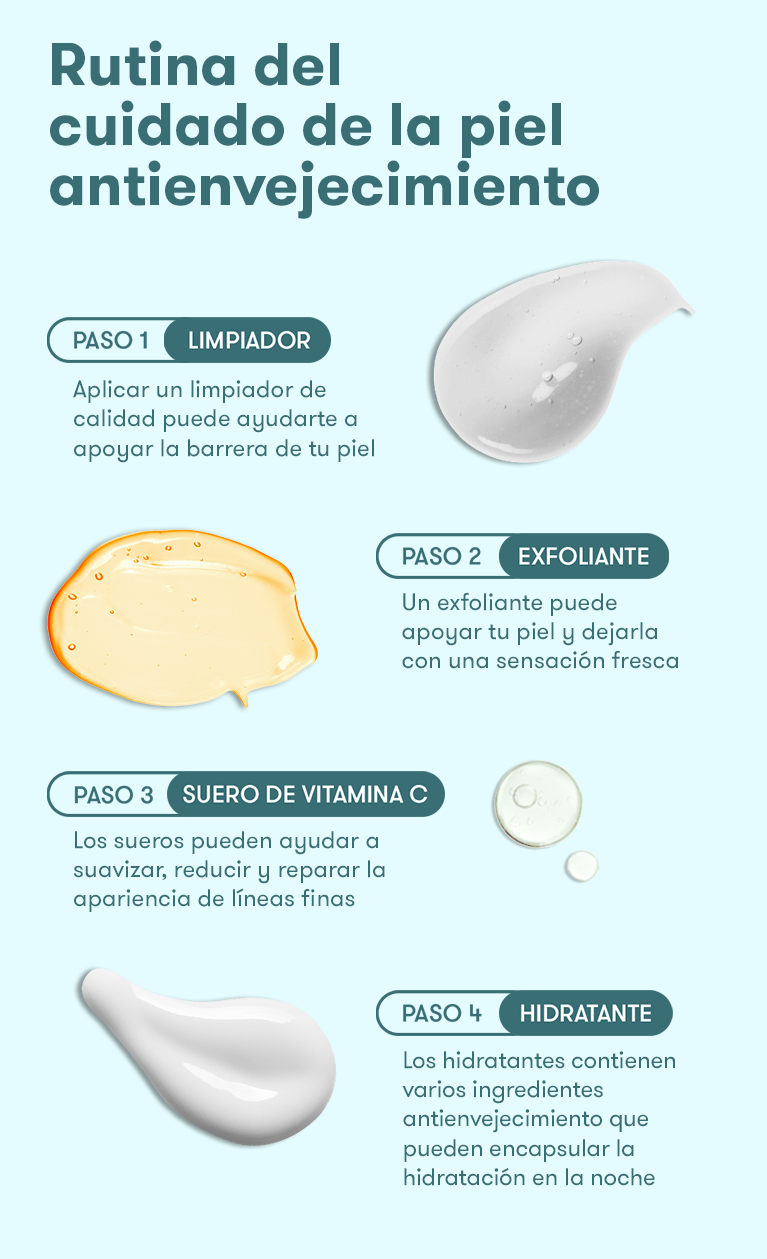 Rutina del
cuidado de la piel
antienvejecimiento
PASO 1 LIMPIADOR
Aplicar un limpiador de
calidad puede ayudarte a
apoyar la barrera de tu piel
PASO 2 EXFOLIANTE
Un exfoliante puede
apoyar tu piel y dejarla
con una sensación fresca
PASO 3 SUERO DE VITAMINA C
Los sueros pueden ayudar a
suavizar, reducir y reparar la
apariencia de líneas finas
PASO 4 HIDRATANTE
Los hidratantes contienen
varios ingredientes
antienvejecimiento que
pueden encapsular la
hidratación en la noche